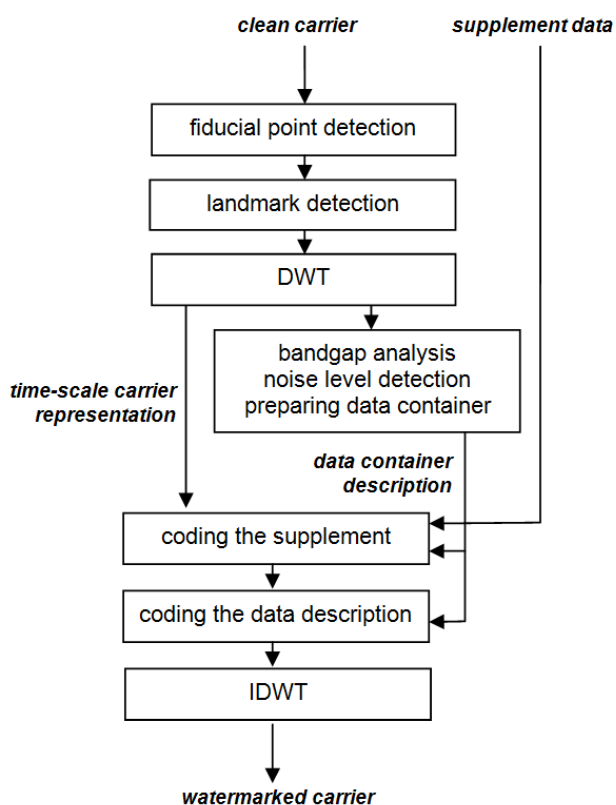 clean carrier
supplement data
fiducial point detection
landmark detection
DWT
bandgap analysis
noise level detection
preparing data container
time-scale carrier
representation
data container
description
coding the supplement
coding the data description
IDWT
watermarked carrier